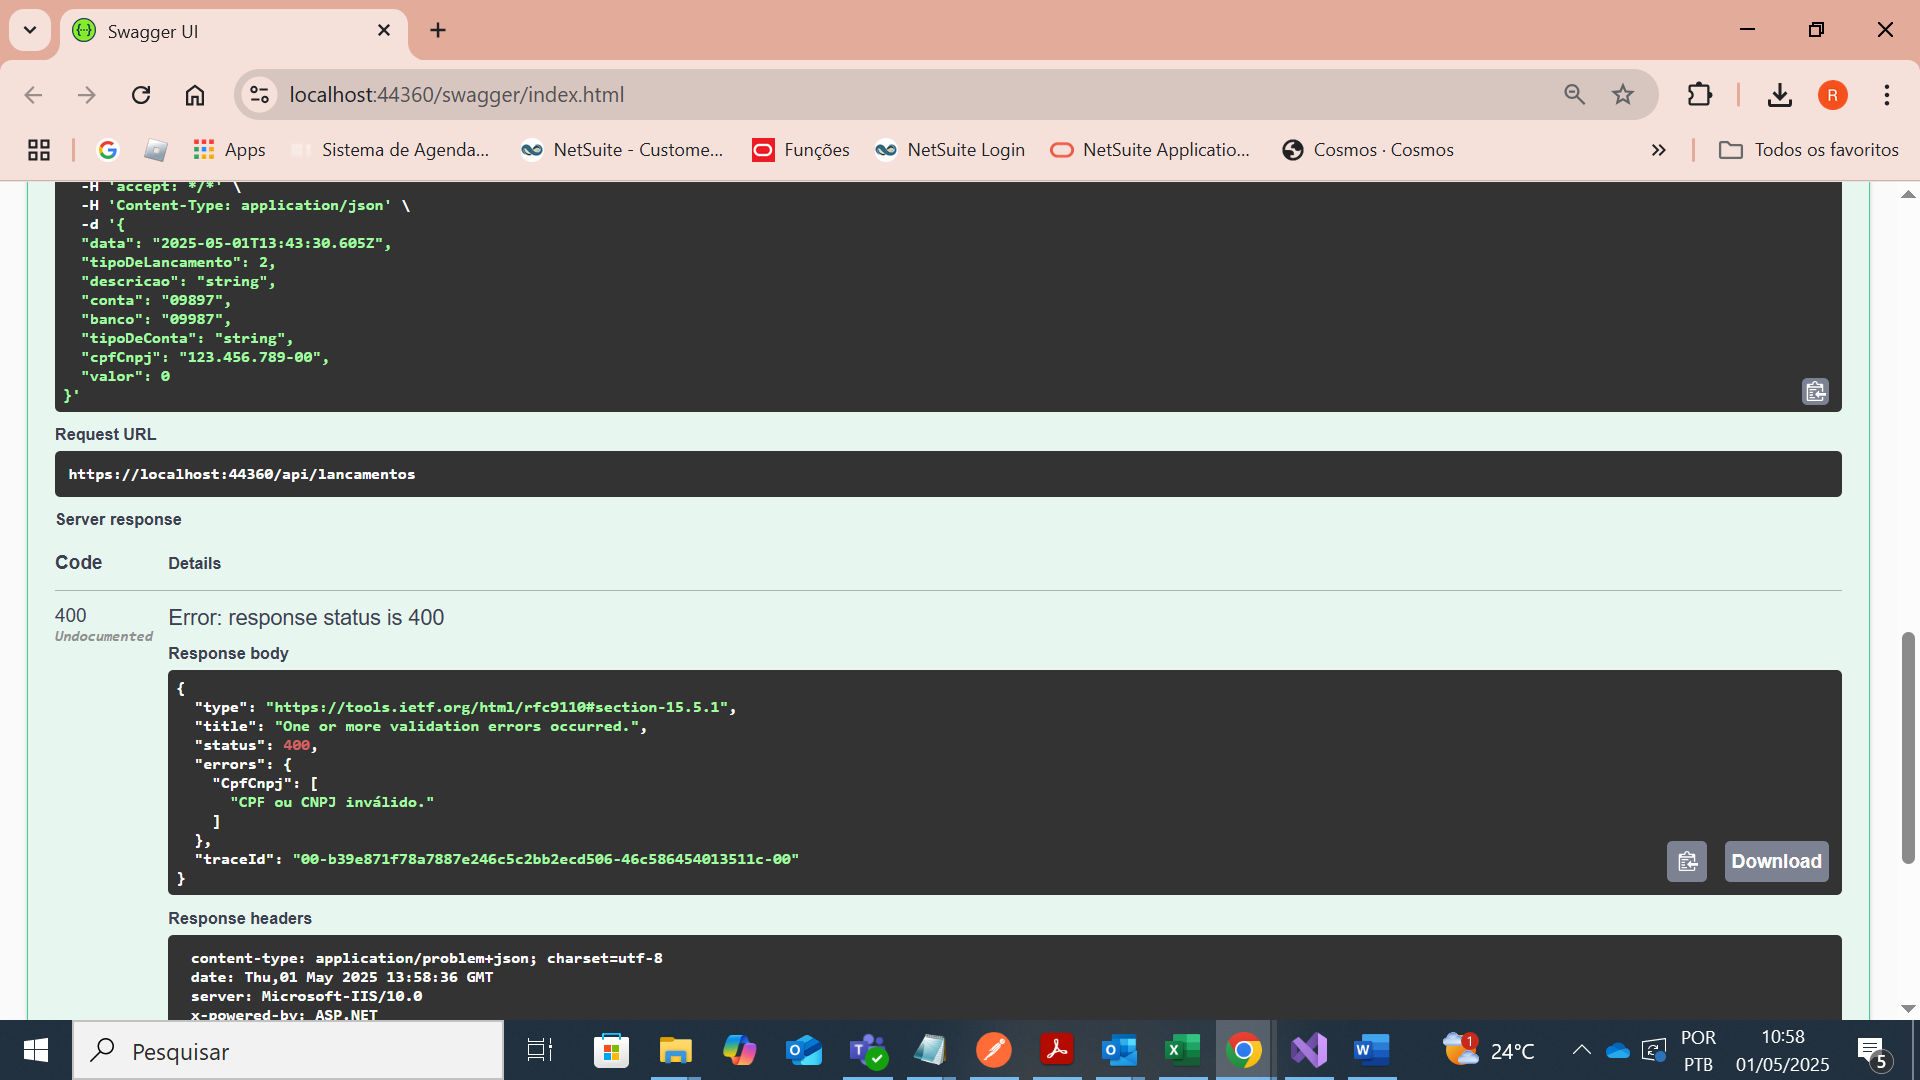 Swagger UI
localhost:44360/swagger/index.html
R
Apps
Sistema de Agenda...
NetSuite - Custome...
Funções
NetSuite Login
NetSuite Applicatio...
Cosmos · Cosmos
Todos os favoritos
-H 'accept: */*' \
-H 'Content-Type: application/json' \
-d '{
"data": "2025-05-01T13:43:30.605Z",
"tipoDeLancamento": 2,
"descricao": "string",
"conta": "09897",
"banco": "09987",
"tipoDeConta": "string",
"cpfCnpj": "123.456.789-00",
"valor": 0
}'
Request URL
https://localhost:44360/api/lancamentos
Server response
Code Details
400
Undocumented
Error: response status is 400
Response body
{
"type": "https://tools.ietf.org/html/rfc9110#section-15.5.1",
"title": "One or more validation errors occurred.",
"status": 400,
"errors": {
"CpfCnpj": [
"CPF ou CNPJ inválido."
]
},
"traceId": "00-b39e871f78a7887e246c5c2bb2ecd506-46c586454013511c-00"
}
Download
Response headers
content-type: application/problem+json; charset=utf-8
date: Thu,01 May 2025 13:58:36 GMT
server: Microsoft-IIS/10.0
x-powered-by: ASP.NET
Pesquisar
1
24°C
POR
PTB
10:58
01/05/2025
5